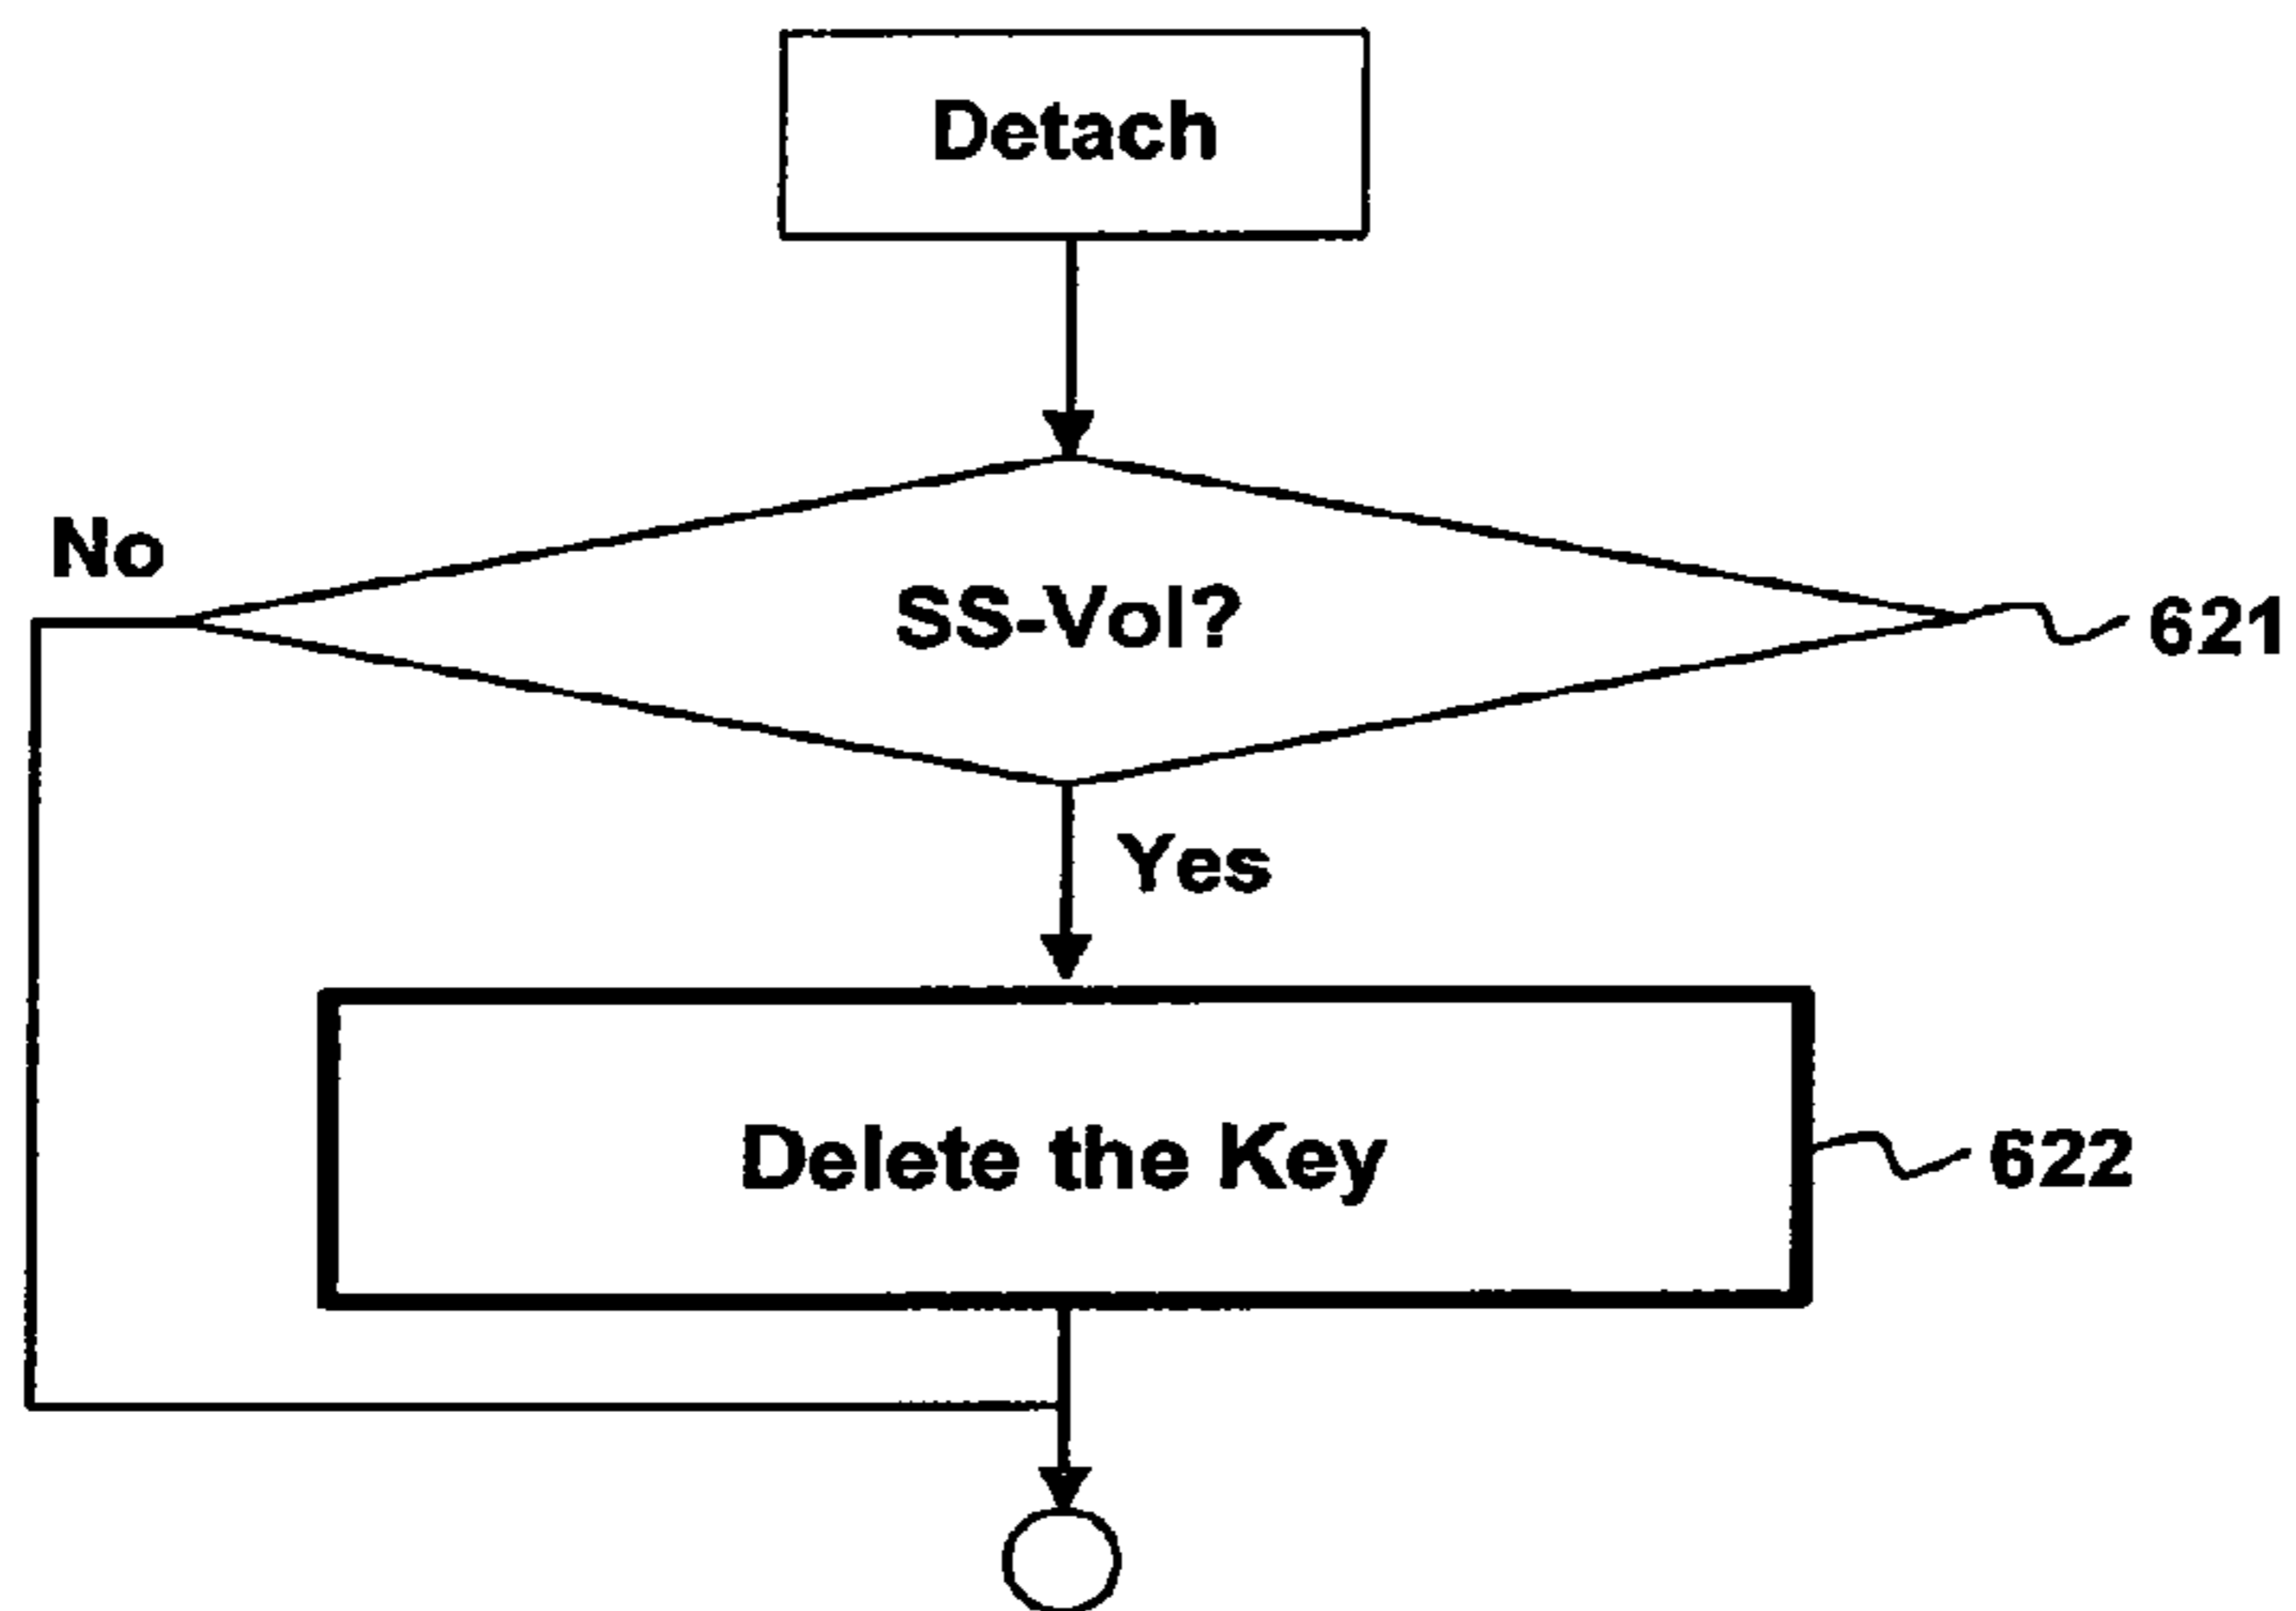 Detach
No
SS-Vol?
621
Yes
Delete the Key
622